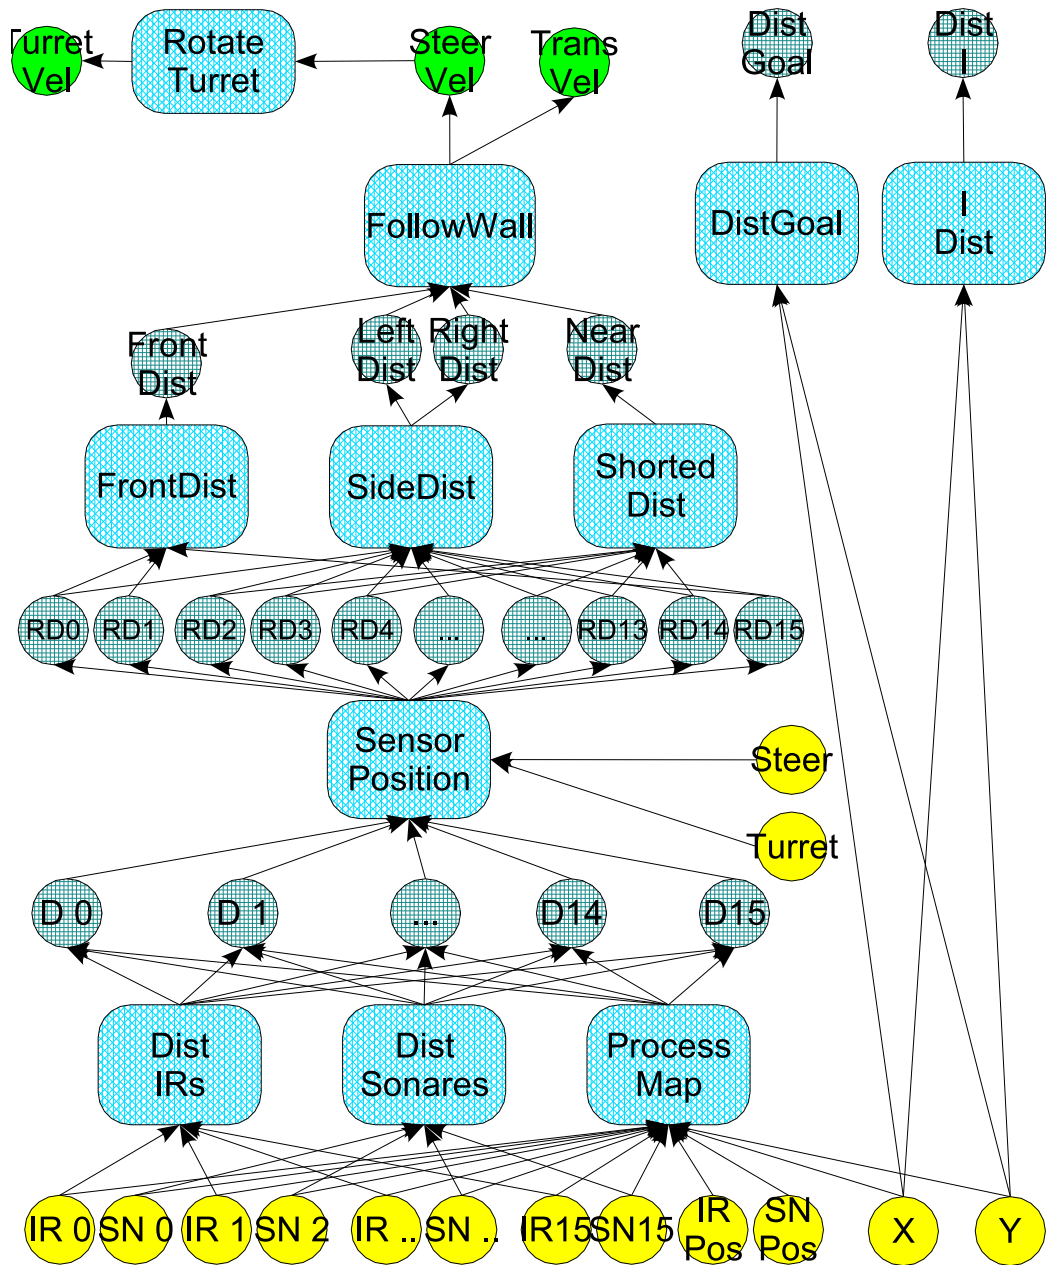 Turret
Vel
Rotate
Turret
Steer
Vel
Trans
Vel
Dist
Goal
Dist
I
FollowWall
DistGoal
I
Dist
Front
Dist
Left
Dist
Right
Dist
Near
Dist
FrontDist
SideDist
Shorted
Dist
RD0
RD1
RD2
RD3
RD4
...
...
RD13
RD14
RD15
Sensor
Position
Steer
Turret
D 0
D 1
...
D14
D15
Dist
IRs
Dist
Sonares
Process
Map
IR 0
SN 0
IR 1
SN 2
IR ..
SN ..
IR15
SN15
IR
Pos
SN
Pos
X
Y